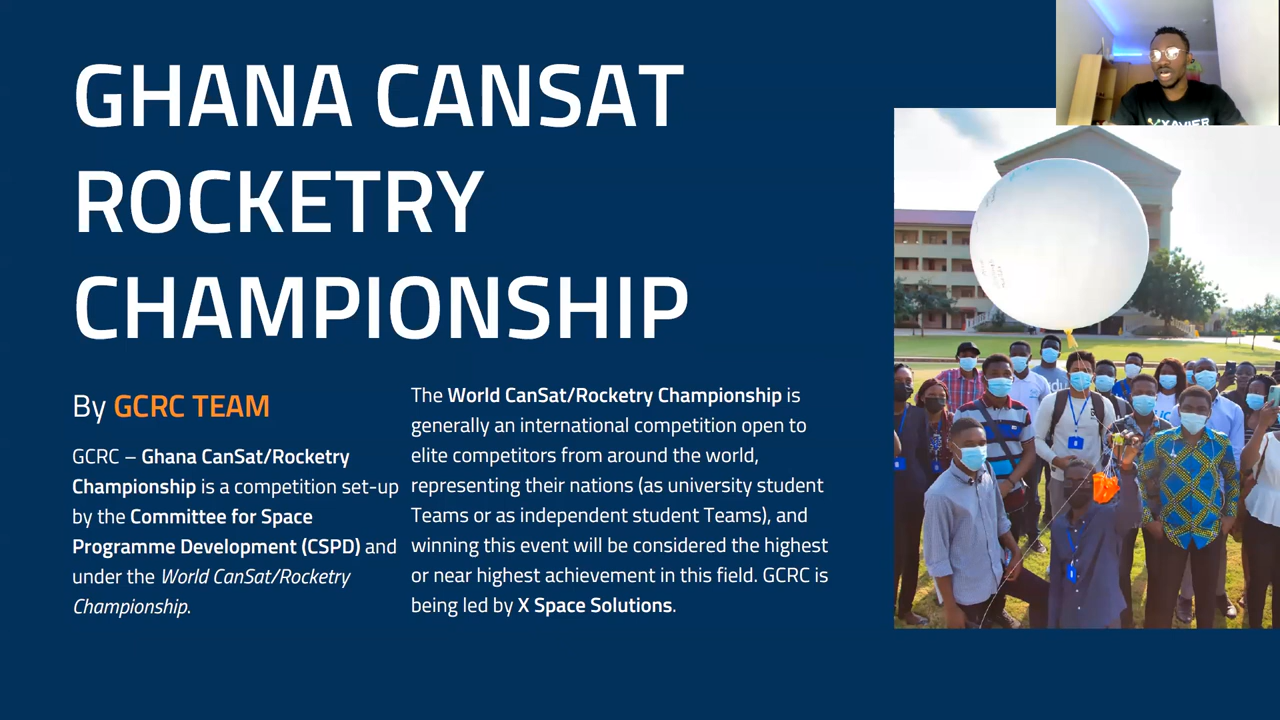 GHANA CANSAT
ROCKETRY
CHAMPIONSHIP
By GCRC TEAM
GCRC – Ghana CanSat/Rocketry
Championship is a competition set-up
by the Committee for Space
Programme Development (CSPD) and
under the World CanSat/Rocketry
Championship.
The World CanSat/Rocketry Championship is
generally an international competition open to
elite competitors from around the world,
representing their nations (as university student
Teams or as independent student Teams), and
winning this event will be considered the highest
or near highest achievement in this field. GCRC is
being led by X Space Solutions.
XAVIER